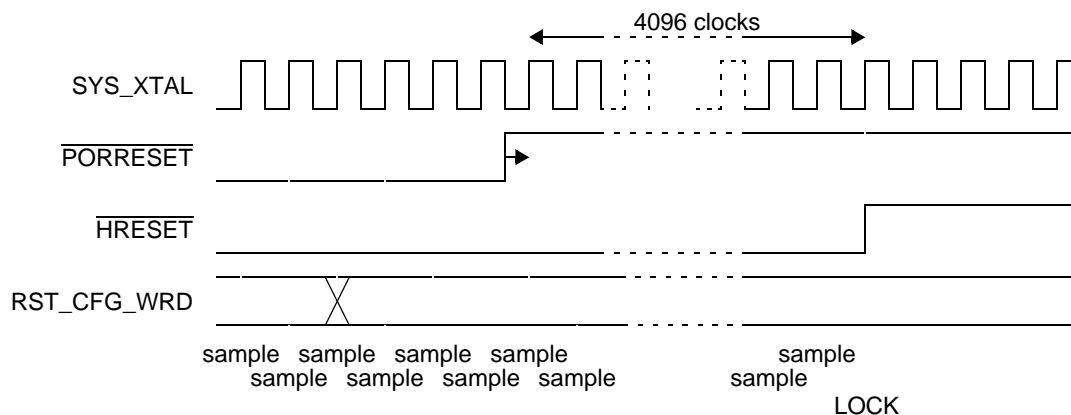 4096 clocks
SYS_XTAL
PORRESET
HRESET
RST_CFG_WRD
sample sample sample sample sample
sample sample sample sample sample
LOCK